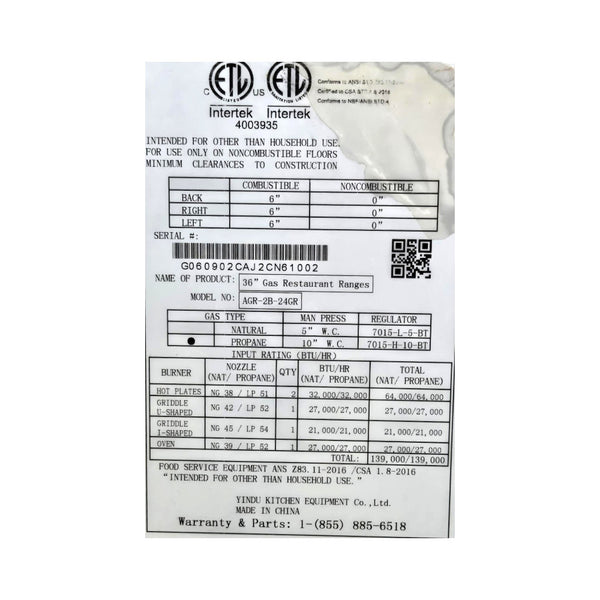 ETL ETL
C LISTED US SANITATION LISTED
Intertek Intertek
4003935
Conforms to ANSI STD
Certified to CSA STD 1.8 2016
Conforms to NSF/ANSI STD 4
INTENDED FOR OTHER THAN HOUSEHOLD USE.
FOR USE ONLY ON NONCOMBUSTIBLE FLOORS
MINIMUM CLEARANCES TO CONSTRUCTION
COMBUSTIBLE NONCOMBUSTIBLE
BACK 6" 0"
RIGHT 6" 0"
LEFT 6" 0"
SERIAL #:
G060902CAJ2CN61002
NAME OF PRODUCT: 36" Gas Restaurant Ranges
MODEL NO: AGR-2B-24GR
GAS TYPE MAN PRESS REGULATOR
NATURAL 5" W.C. 7015-L-5-BT
● PROPANE 10" W.C. 7015-H-10-BT
INPUT RATING (BTU/HR)
BURNER NOZZLE (NAT/ PROPANE) QTY BTU/HR (NAT/ PROPANE) TOTAL (NAT/ PROPANE)
HOT PLATES NG 38 / LP 51 2 32,000/32,000 64,000/64,000
GRIDDLE U-SHAPED NG 42 / LP 52 1 27,000/27,000 27,000/27,000
GRIDDLE I-SHAPED NG 45 / LP 54 1 21,000/21,000 21,000/21,000
OVEN NG 39 / LP 52 1 27,000/27,000 27,000/27,000
TOTAL: 139,000/139,000
FOOD SERVICE EQUIPMENT ANS Z83.11-2016 /CSA 1.8-2016
"INTENDED FOR OTHER THAN HOUSEHOLD USE."
YINDU KITCHEN EQUIPMENT Co.,Ltd.
MADE IN CHINA
Warranty & Parts: 1-(855) 885-6518